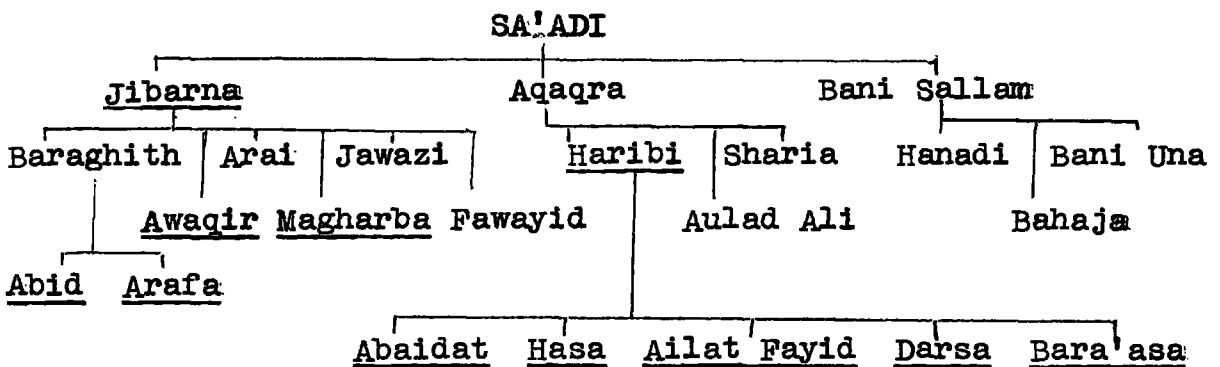 SA'ADI
Jibarna Aqaqra Bani Sallam
Baraghith Arai Jawazi Haribi Sharia Hanadi Bani Una
Awaqir Magharba Fawayid Aulad Ali Bahaja
Abid Arafa
Abaidat Hasa Ailat Fayid Darsa Bara'asa